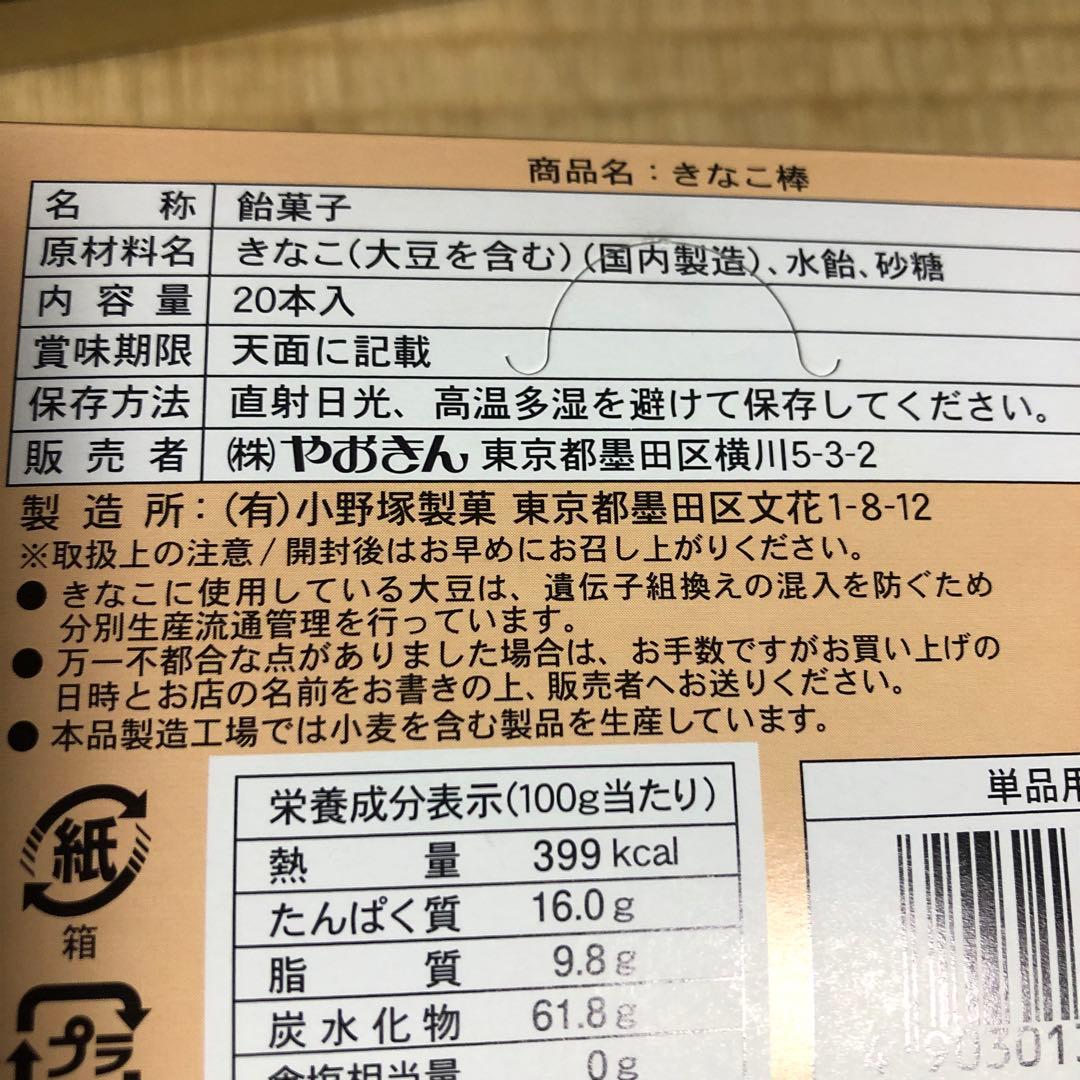 商品名：きなこ棒
名称 飴菓子
原材料名 きなこ(大豆を含む)(国内製造)、水飴、砂糖
内容量 20本入
賞味期限 天面に記載
保存方法 直射日光、高温多湿を避けて保存してください。
販売者 (株)やおきん 東京都墨田区横川5-3-2
製造所：(有)小野塚製菓 東京都墨田区文花1-8-12
※取扱上の注意/開封後はお早めにお召し上がりください。
●きなこに使用している大豆は、遺伝子組換えの混入を防ぐため
分別生産流通管理を行っています。
●万一不都合な点がありました場合は、お手数ですがお買い上げの
日時とお店の名前をお書きの上、販売者へお送りください。
●本品製造工場では小麦を含む製品を生産しています。
栄養成分表示(100g当たり)
熱量 399kcal
たんぱく質 16.0g
脂質 9.8g
炭水化物 61.8g
食塩相当量 0g
紙
箱
プラ
単品用
4 903013